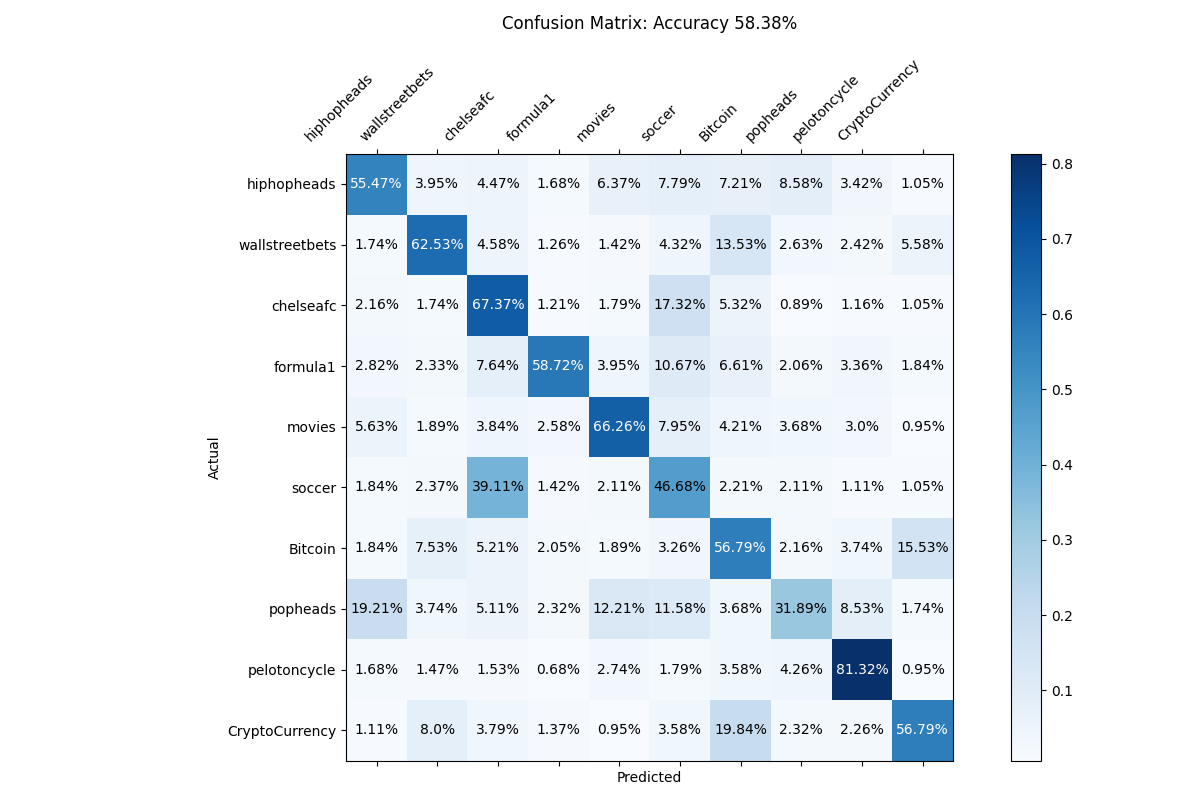 Confusion Matrix: Accuracy 58.38%
hiphopheads wallstreetbets chelseafc formula1 movies soccer Bitcoin popheads pelotoncycle CryptoCurrency
hiphopheads 55.47% 3.95% 4.47% 1.68% 6.37% 7.79% 7.21% 8.58% 3.42% 1.05%
wallstreetbets 1.74% 62.53% 4.58% 1.26% 1.42% 4.32% 13.53% 2.63% 2.42% 5.58%
chelseafc 2.16% 1.74% 67.37% 1.21% 1.79% 17.32% 5.32% 0.89% 1.16% 1.05%
formula1 2.82% 2.33% 7.64% 58.72% 3.95% 10.67% 6.61% 2.06% 3.36% 1.84%
movies 5.63% 1.89% 3.84% 2.58% 66.26% 7.95% 4.21% 3.68% 3.0% 0.95%
soccer 1.84% 2.37% 39.11% 1.42% 2.11% 46.68% 2.21% 2.11% 1.11% 1.05%
Bitcoin 1.84% 7.53% 5.21% 2.05% 1.89% 3.26% 56.79% 2.16% 3.74% 15.53%
popheads 19.21% 3.74% 5.11% 2.32% 12.21% 11.58% 3.68% 31.89% 8.53% 1.74%
pelotoncycle 1.68% 1.47% 1.53% 0.68% 2.74% 1.79% 3.58% 4.26% 81.32% 0.95%
CryptoCurrency 1.11% 8.0% 3.79% 1.37% 0.95% 3.58% 19.84% 2.32% 2.26% 56.79%
Actual
Predicted
0.8
0.7
0.6
0.5
0.4
0.3
0.2
0.1